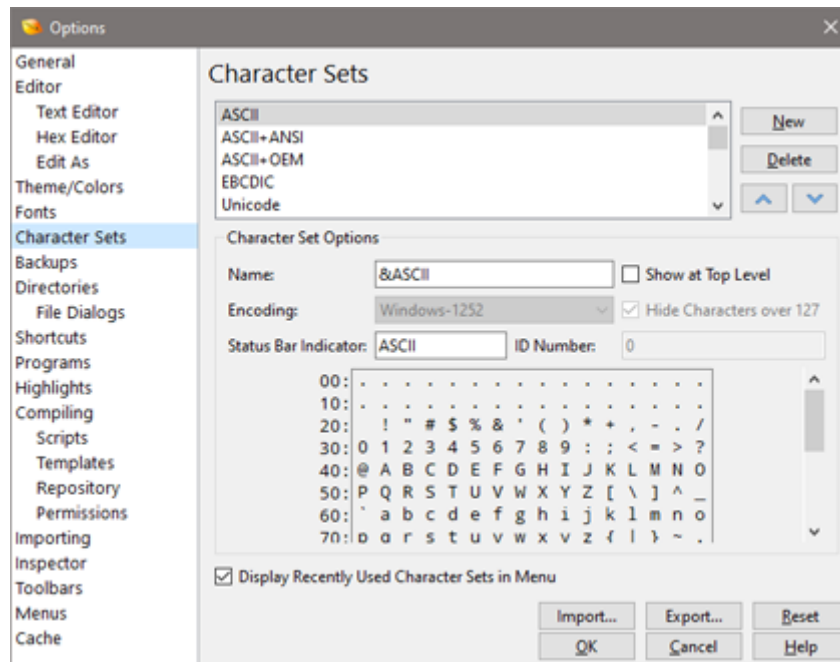 Options
General
Editor
Text Editor
Hex Editor
Edit As
Theme/Colors
Fonts
Character Sets
Backups
Directories
File Dialogs
Shortcuts
Programs
Highlights
Compiling
Scripts
Templates
Repository
Permissions
Importing
Inspector
Toolbars
Menus
Cache
Character Sets
ASCII
ASCII+ANSI
ASCII+OEM
EBCDIC
Unicode
New
Delete
Character Set Options
Name: &ASCII Show at Top Level
Encoding: Windows-1252 Hide Characters over 127
Status Bar Indicator: ASCII ID Number: 0
00: . . . . . . . . . . . . . . . .
10: . . . . . . . . . . . . . . . .
20:   ! " # $ % & ' ( ) * + , - . /
30: 0 1 2 3 4 5 6 7 8 9 : ; < = > ?
40: @ A B C D E F G H I J K L M N O
50: P Q R S T U V W X Y Z [ \ ] ^ _
60: ` a b c d e f g h i j k l m n o
70: p q r s t u v w x y z { | } ~ .
Display Recently Used Character Sets in Menu
Import... Export... Reset
OK Cancel Help